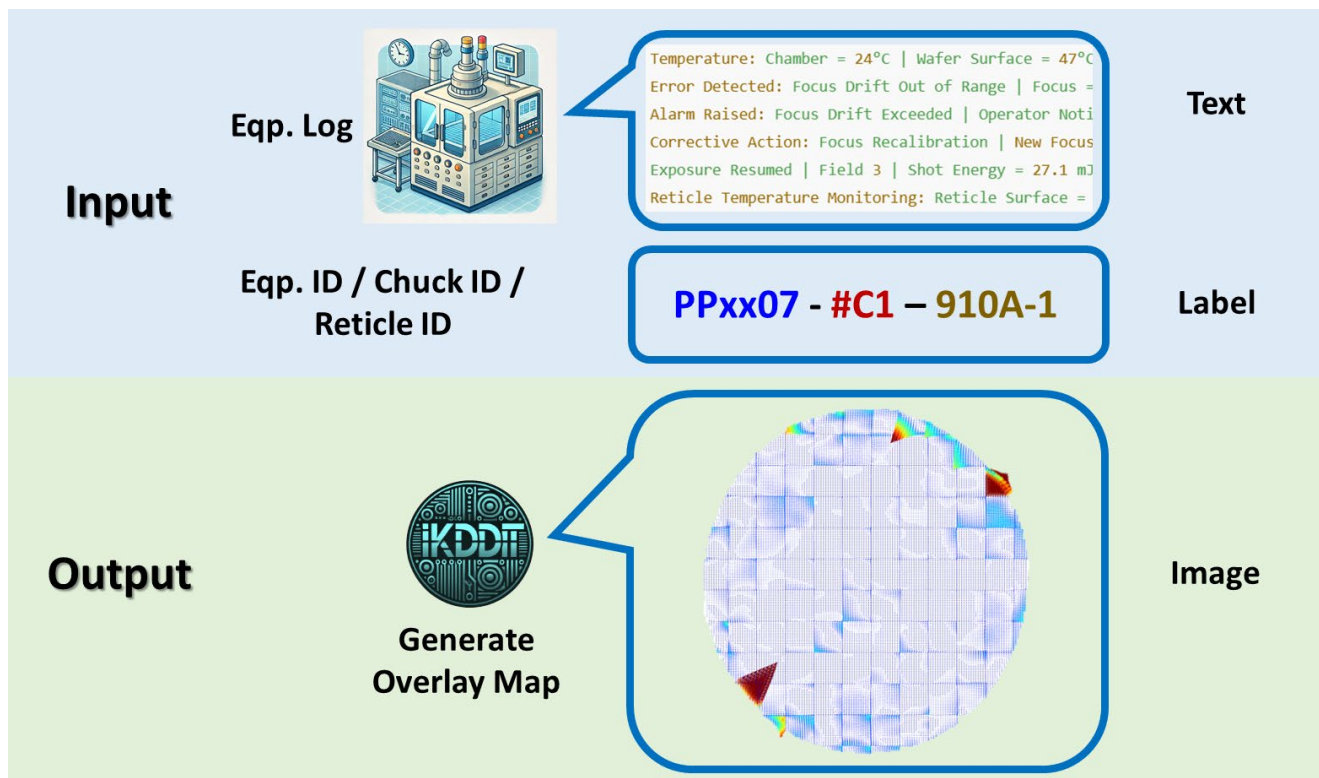 Input
Eqp. Log
Temperature: Chamber = 24°C | Wafer Surface = 47°C
Error Detected: Focus Drift Out of Range | Focus =
Alarm Raised: Focus Drift Exceeded | Operator Noti
Corrective Action: Focus Recalibration | New Focus
Exposure Resumed | Field 3 | Shot Energy = 27.1 mJ
Reticle Temperature Monitoring: Reticle Surface =
Text
Eqp. ID / Chuck ID /
Reticle ID
PPxx07 - #C1 – 910A-1
Label
Output
iKDDT
Generate
Overlay Map
Image